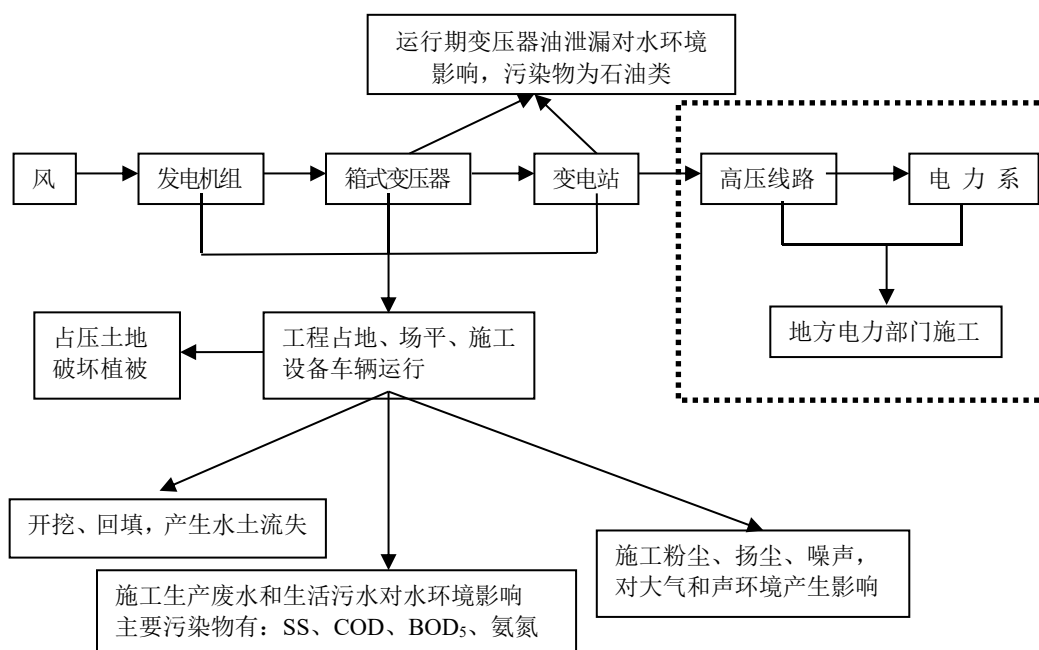 运行期变压器油泄漏对水环境
影响，污染物为石油类
风
发电机组
箱式变压器
变电站
高压线路
电 力 系
地方电力部门施工
占压土地
破坏植被
工程占地、场平、施工
设备车辆运行
开挖、回填，产生水土流失
施工粉尘、扬尘、噪声，
对大气和声环境产生影响
施工生产废水和生活污水对水环境影响
主要污染物有：SS、COD、BOD₅、氨氮